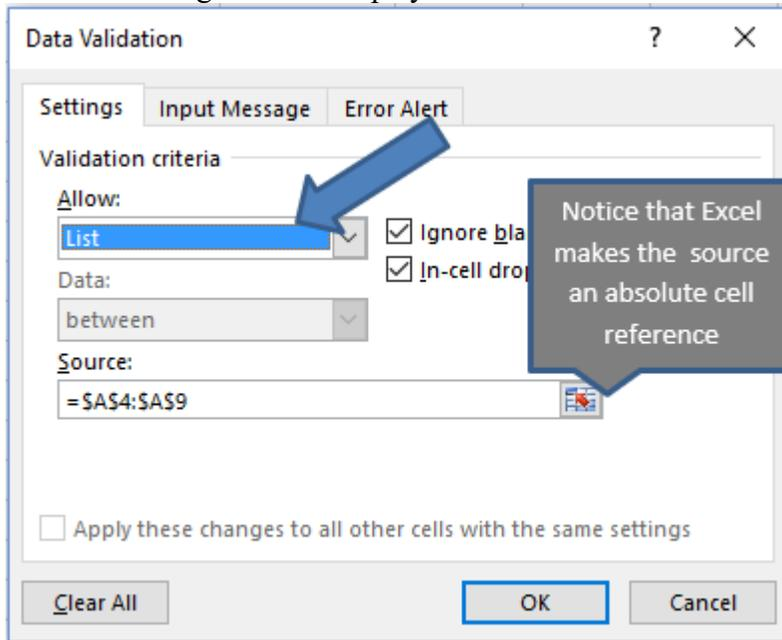 Data Validation ? ×
Settings Input Message Error Alert
Validation criteria
Allow:
List
Ignore bla
Data:
In-cell drop
between
Source:
=$A$4:$A$9
Notice that Excel
makes the source
an absolute cell
reference
Apply these changes to all other cells with the same settings
Clear All OK Cancel